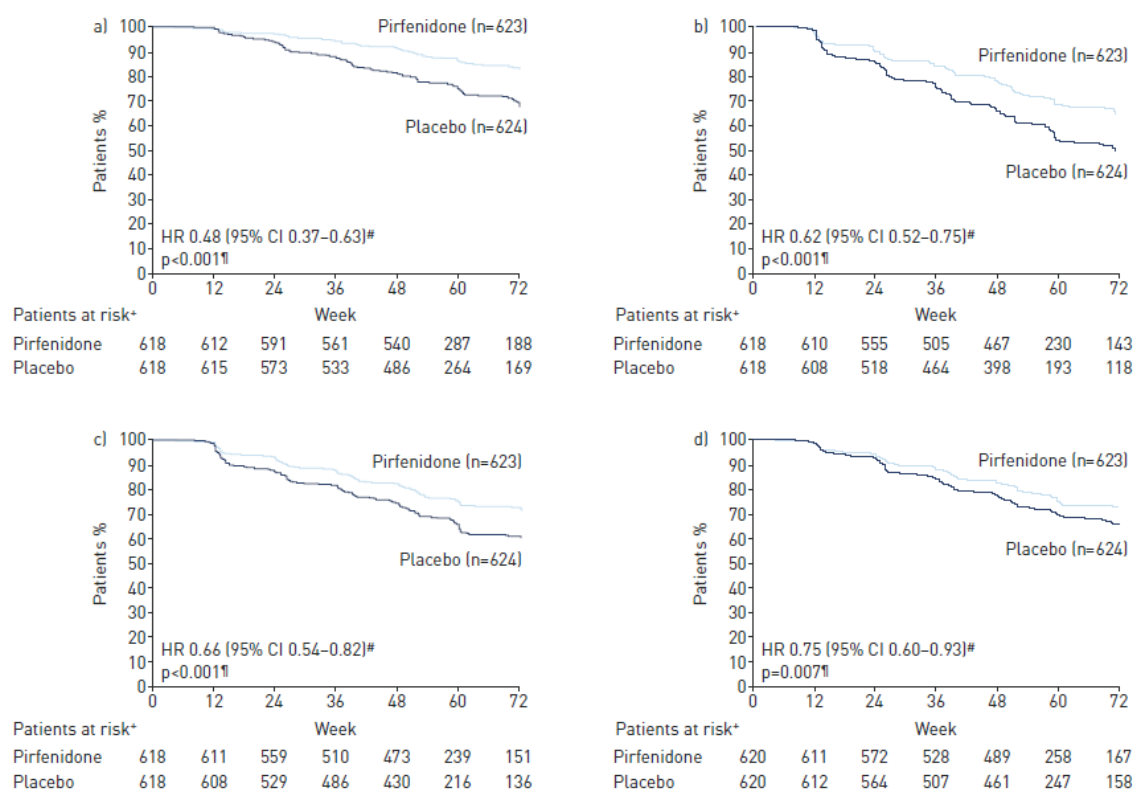 a)
Pirfenidone (n=623)
100
90
80
70
60
50
40
30
20
10
0
Patients %
Placebo (n=624)
HR 0.48 (95% CI 0.37–0.63)#
p<0.001¶
0 12 24 36 48 60 72
Patients at risk+ Week
Pirfenidone 618 612 591 561 540 287 188
Placebo 618 615 573 533 486 264 169
b)
Pirfenidone (n=623)
100
90
80
70
60
50
40
30
20
10
0
Patients %
Placebo (n=624)
HR 0.62 (95% CI 0.52–0.75)#
p<0.001¶
0 12 24 36 48 60 72
Patients at risk+ Week
Pirfenidone 618 610 555 505 467 230 143
Placebo 618 608 518 464 398 193 118
c)
Pirfenidone (n=623)
100
90
80
70
60
50
40
30
20
10
0
Patients %
Placebo (n=624)
HR 0.66 (95% CI 0.54–0.82)#
p<0.001¶
0 12 24 36 48 60 72
Patients at risk+ Week
Pirfenidone 618 611 559 510 473 239 151
Placebo 618 608 529 486 430 216 136
d)
Pirfenidone (n=623)
100
90
80
70
60
50
40
30
20
10
0
Patients %
Placebo (n=624)
HR 0.75 (95% CI 0.60–0.93)#
p=0.007¶
0 12 24 36 48 60 72
Patients at risk+ Week
Pirfenidone 620 611 572 528 489 258 167
Placebo 620 612 564 507 461 247 158